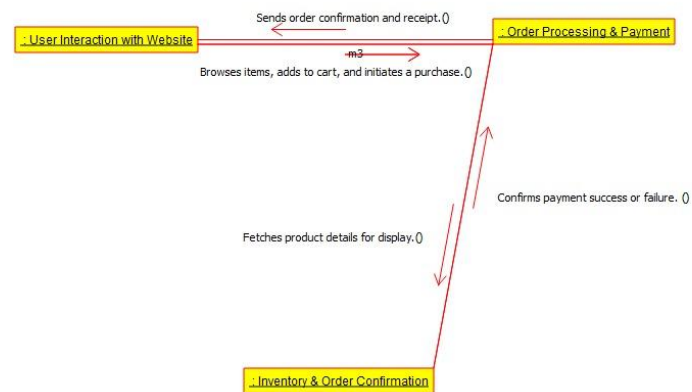 Sends order confirmation and receipt.()
: User Interaction with Website
: Order Processing & Payment
m3
Browses items, adds to cart, and initiates a purchase.()
Confirms payment success or failure. ()
Fetches product details for display.()
: Inventory & Order Confirmation